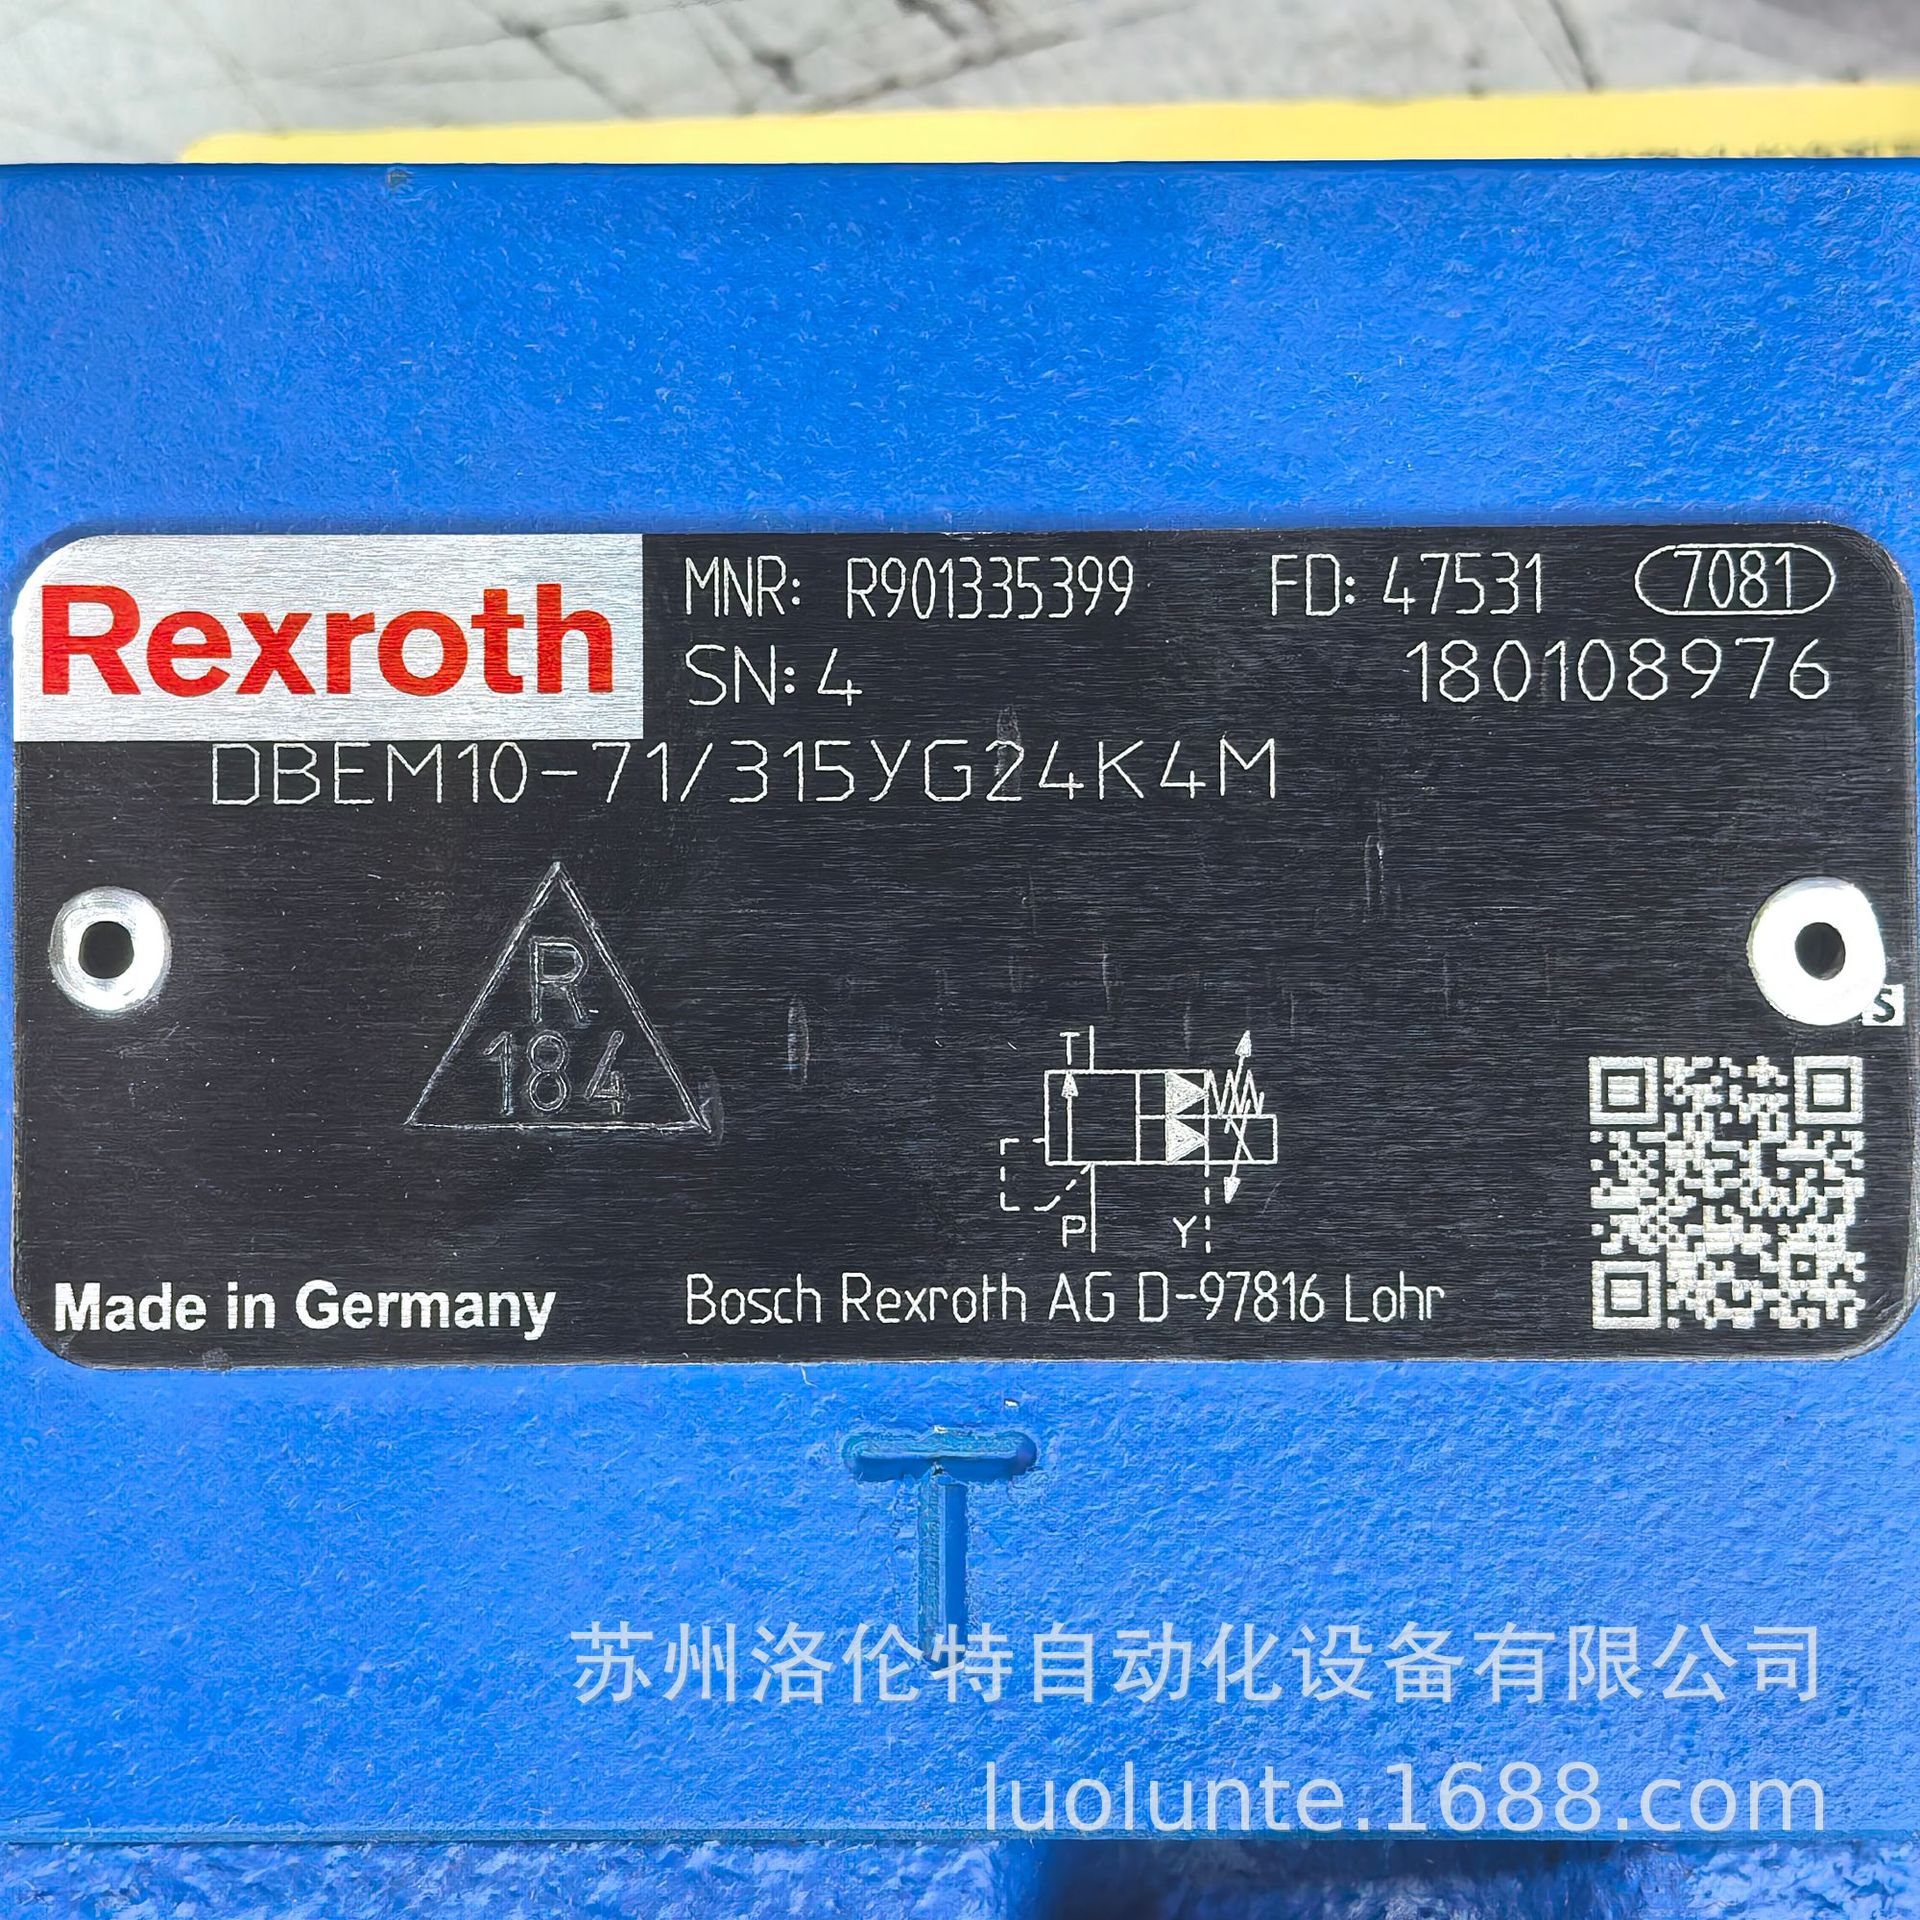 Rexroth
MNR: R901335399 FD: 47531 7081
SN: 4 180108976
DBEM10-71/315YG24K4M
R
184
T
P Y
S
Made in Germany Bosch Rexroth AG D-97816 Lohr
T
苏州洛伦特自动化设备有限公司
luolunte.1688.com